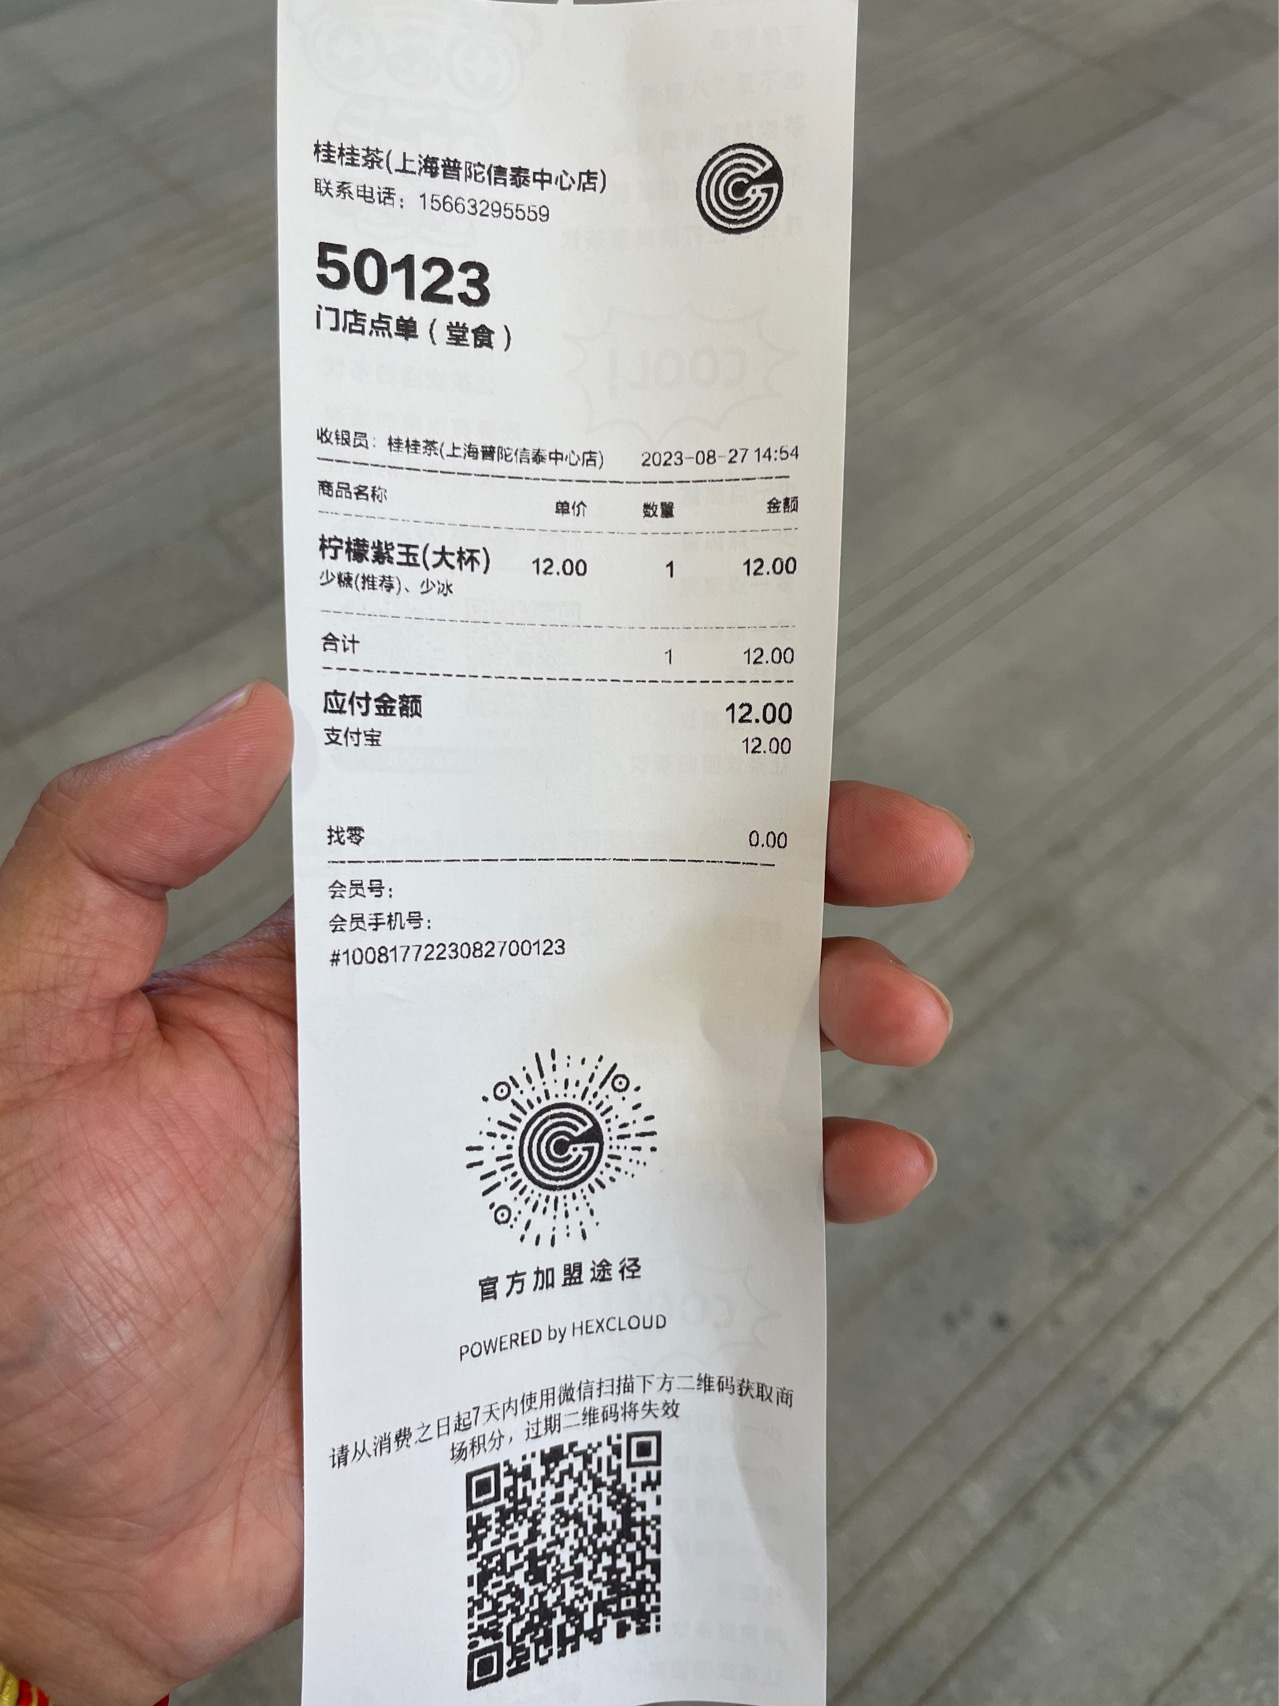 桂桂茶(上海普陀信泰中心店)
联系电话：15663295559
50123
门店点单（堂食）
收银员：桂桂茶(上海普陀信泰中心店) 2023-08-27 14:54
商品名称 单价 数量 金额
柠檬紫玉(大杯) 12.00 1 12.00
少糖(推荐)、少冰
合计 1 12.00
应付金额 12.00
支付宝 12.00
找零 0.00
会员号：
会员手机号：
#1008177223082700123
官方加盟途径
POWERED by HEXCLOUD
请从消费之日起7天内使用微信扫描下方二维码获取商
场积分，过期二维码将失效